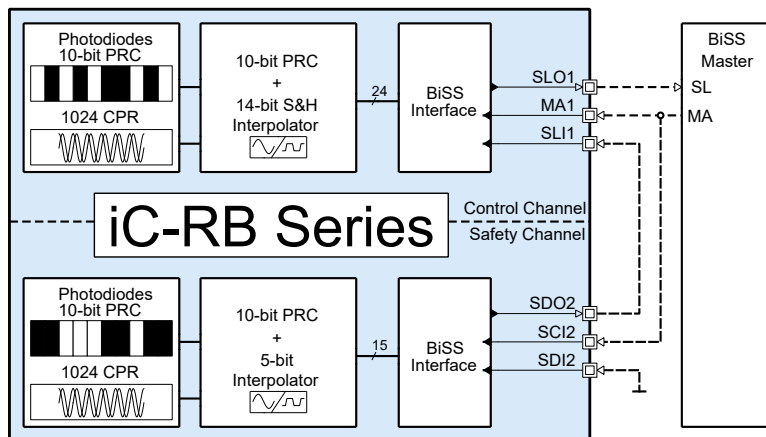 Photodiodes
10-bit PRC
1024 CPR
10-bit PRC
+
14-bit S&H
Interpolator
24
BiSS
Interface
SLO1
MA1
SLI1
BiSS
Master
SL
MA
iC-RB Series
Control Channel
Safety Channel
Photodiodes
10-bit PRC
1024 CPR
10-bit PRC
+
5-bit
Interpolator
15
BiSS
Interface
SDO2
SCI2
SDI2